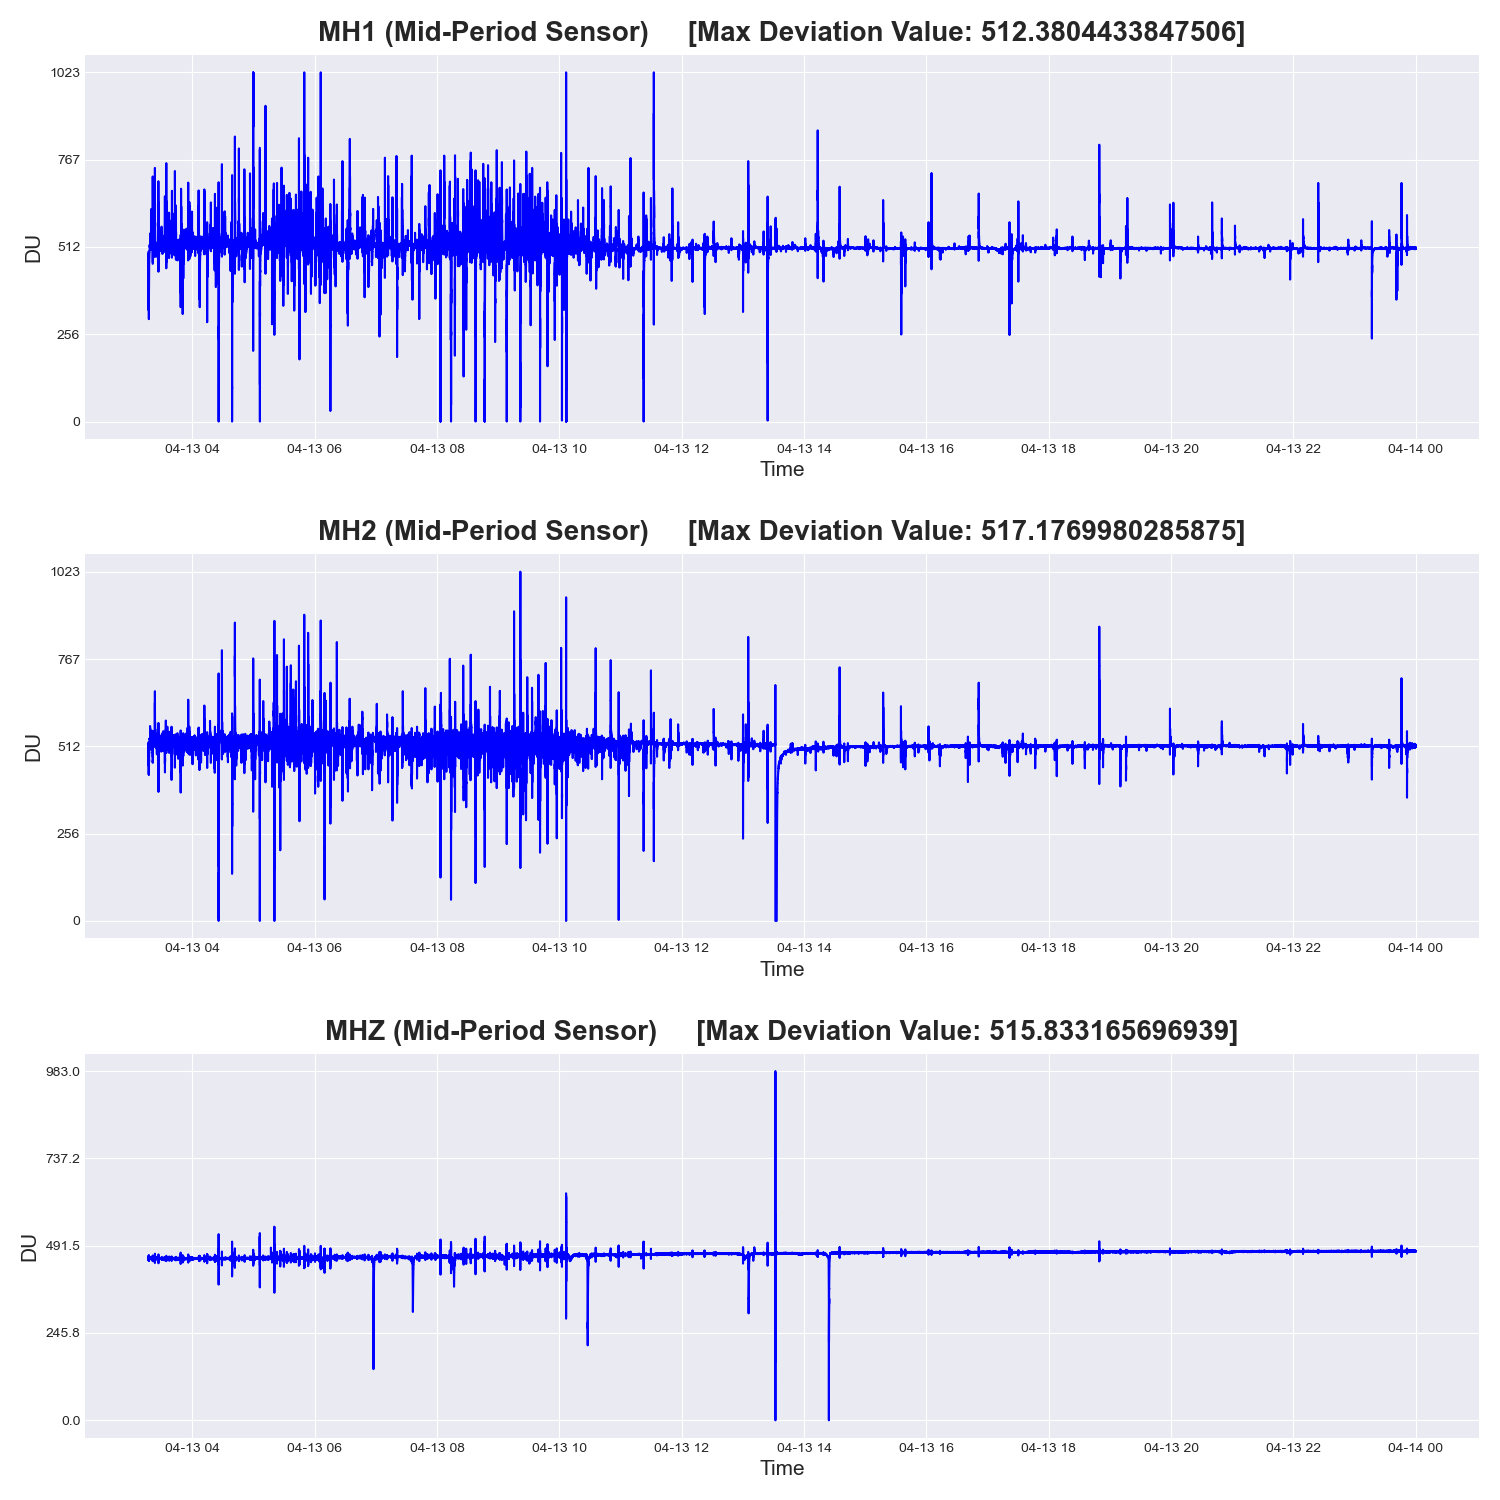 MH1 (Mid-Period Sensor) [Max Deviation Value: 512.3804433847506]
1023
767
512
256
0
DU
04-13 04 04-13 06 04-13 08 04-13 10 04-13 12 04-13 14 04-13 16 04-13 18 04-13 20 04-13 22 04-14 00
Time
MH2 (Mid-Period Sensor) [Max Deviation Value: 517.1769980285875]
1023
767
512
256
0
DU
04-13 04 04-13 06 04-13 08 04-13 10 04-13 12 04-13 14 04-13 16 04-13 18 04-13 20 04-13 22 04-14 00
Time
MHZ (Mid-Period Sensor) [Max Deviation Value: 515.833165696939]
983.0
737.2
491.5
245.8
0.0
DU
04-13 04 04-13 06 04-13 08 04-13 10 04-13 12 04-13 14 04-13 16 04-13 18 04-13 20 04-13 22 04-14 00
Time